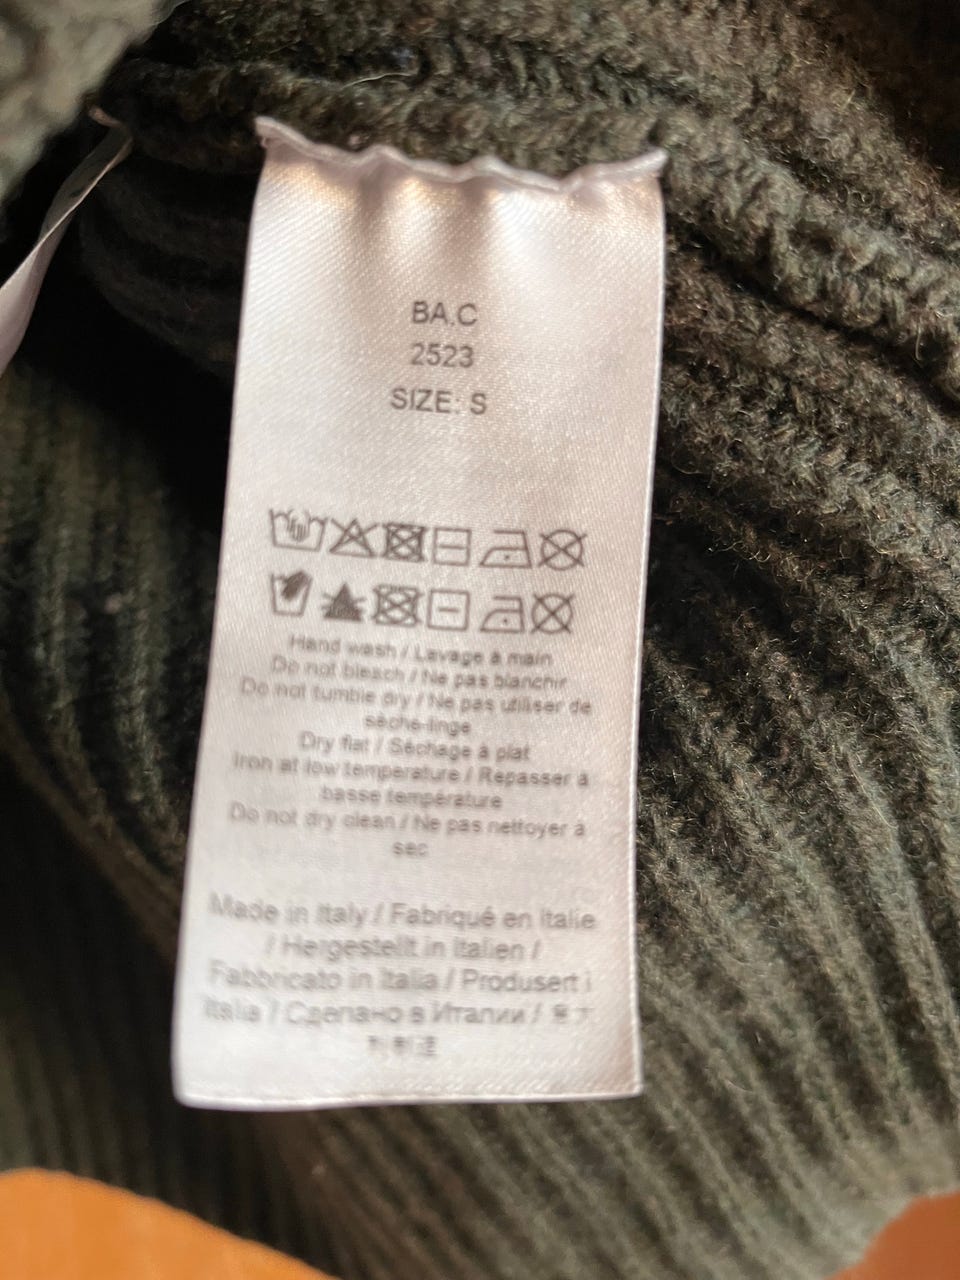 BA.C
2523
SIZE: S
Hand wash / Lavage à main
Do not bleach / Ne pas blanchir
Do not tumble dry / Ne pas utiliser de
sèche-linge
Dry flat / Séchage à plat
Iron at low temperature / Repasser à
basse température
Do not dry clean / Ne pas nettoyer à
sec
Made in Italy / Fabriqué en Italie
/ Hergestellt in Italien /
Fabbricato in Italia / Produsert i
Italia / Сделано в Италии /